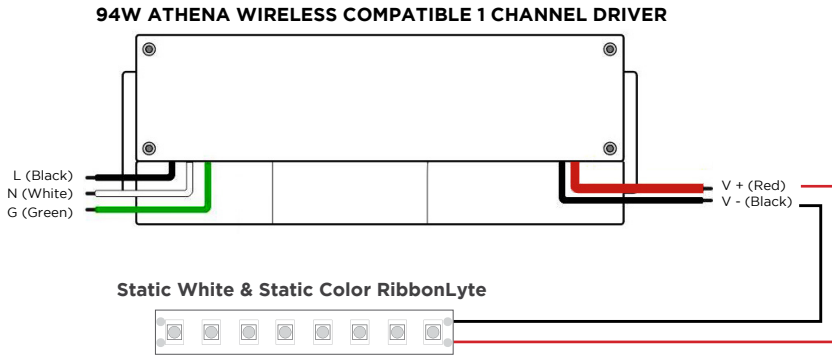 94W ATHENA WIRELESS COMPATIBLE 1 CHANNEL DRIVER
L (Black)
N (White)
G (Green)
V + (Red)
V - (Black)
Static White & Static Color RibbonLyte